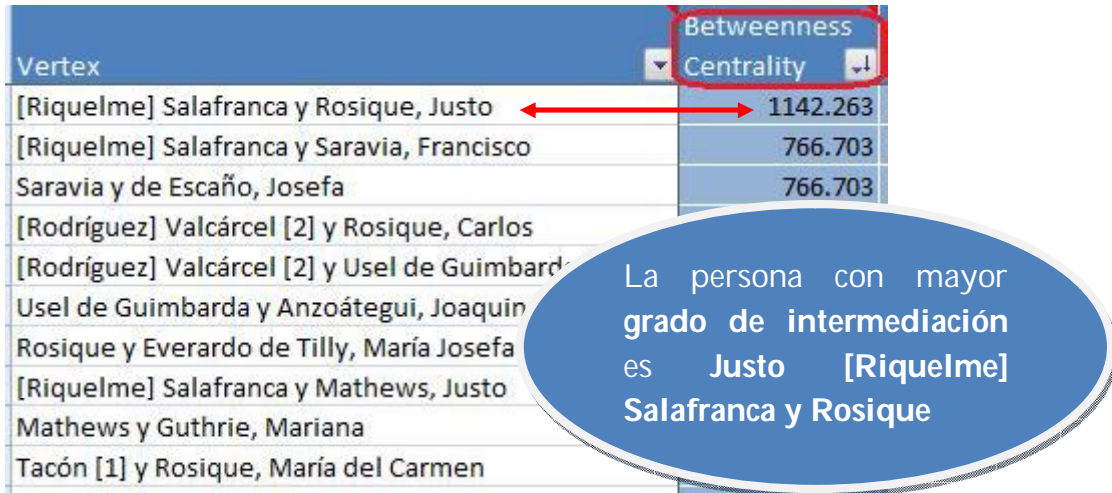 Vertex Betweenness
Centrality
[Riquelme] Salafranca y Rosique, Justo 1142.263
[Riquelme] Salafranca y Saravia, Francisco 766.703
Saravia y de Escaño, Josefa 766.703
[Rodríguez] Valcárcel [2] y Rosique, Carlos
[Rodríguez] Valcárcel [2] y Usel de Guimbard
Usel de Guimbarda y Anzoátegui, Joaquin
Rosique y Everardo de Tilly, María Josefa
[Riquelme] Salafranca y Mathews, Justo
Mathews y Guthrie, Mariana
Tacón [1] y Rosique, María del Carmen
La persona con mayor
grado de intermediación
es Justo [Riquelme]
Salafranca y Rosique